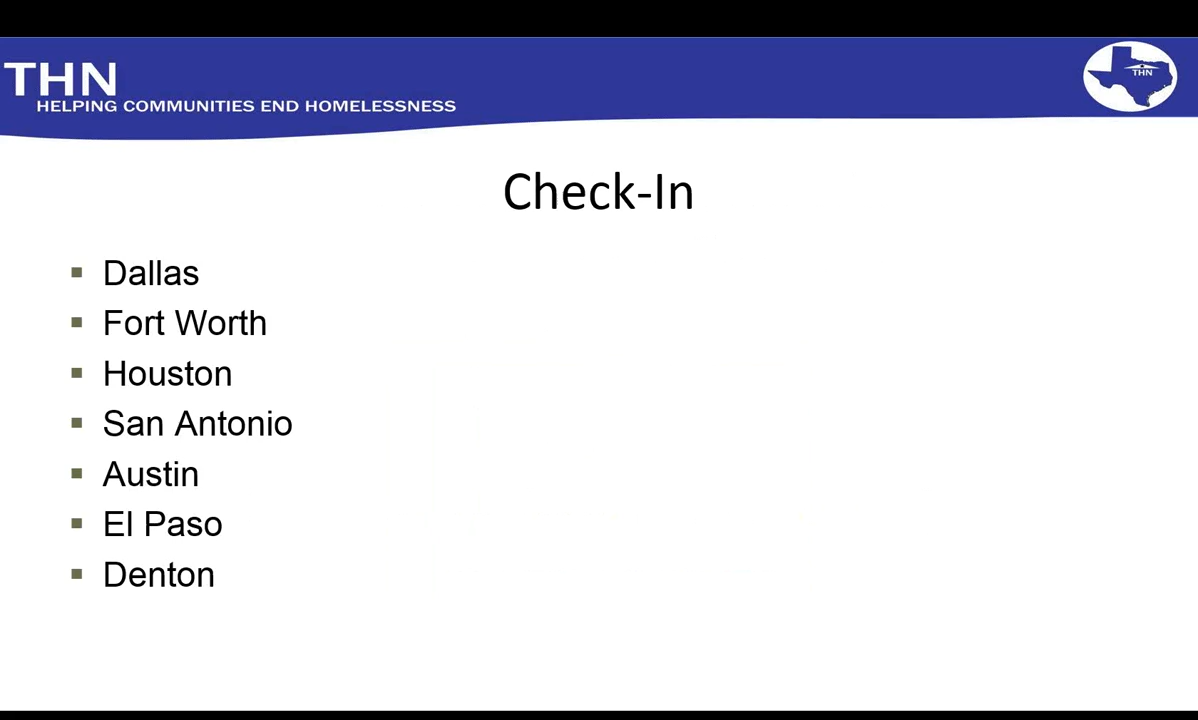 THN
HELPING COMMUNITIES END HOMELESSNESS
THN
Check-In
Dallas
Fort Worth
Houston
San Antonio
Austin
El Paso
Denton